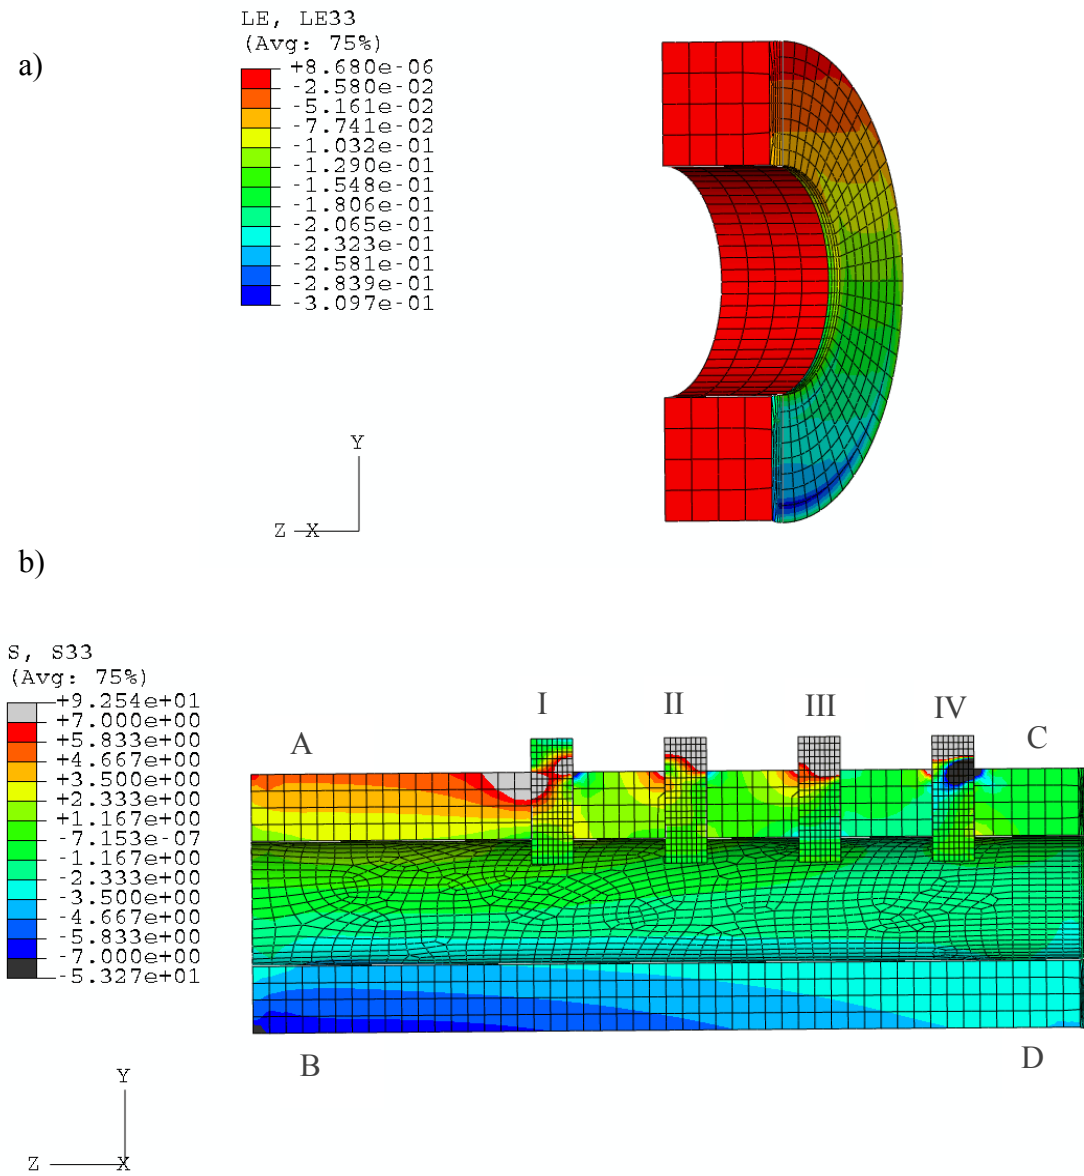 a)
LE, LE33
(Avg: 75%)
+8.680e-06
-2.580e-02
-5.161e-02
-7.741e-02
-1.032e-01
-1.290e-01
-1.548e-01
-1.806e-01
-2.065e-01
-2.323e-01
-2.581e-01
-2.839e-01
-3.097e-01
Y
Z X
b)
S, S33
(Avg: 75%)
+9.254e+01
+7.000e+00
+5.833e+00
+4.667e+00
+3.500e+00
+2.333e+00
+1.167e+00
-7.153e-07
-1.167e+00
-2.333e+00
-3.500e+00
-4.667e+00
-5.833e+00
-7.000e+00
-5.327e+01
I II III IV
A C
B D
Y
Z X